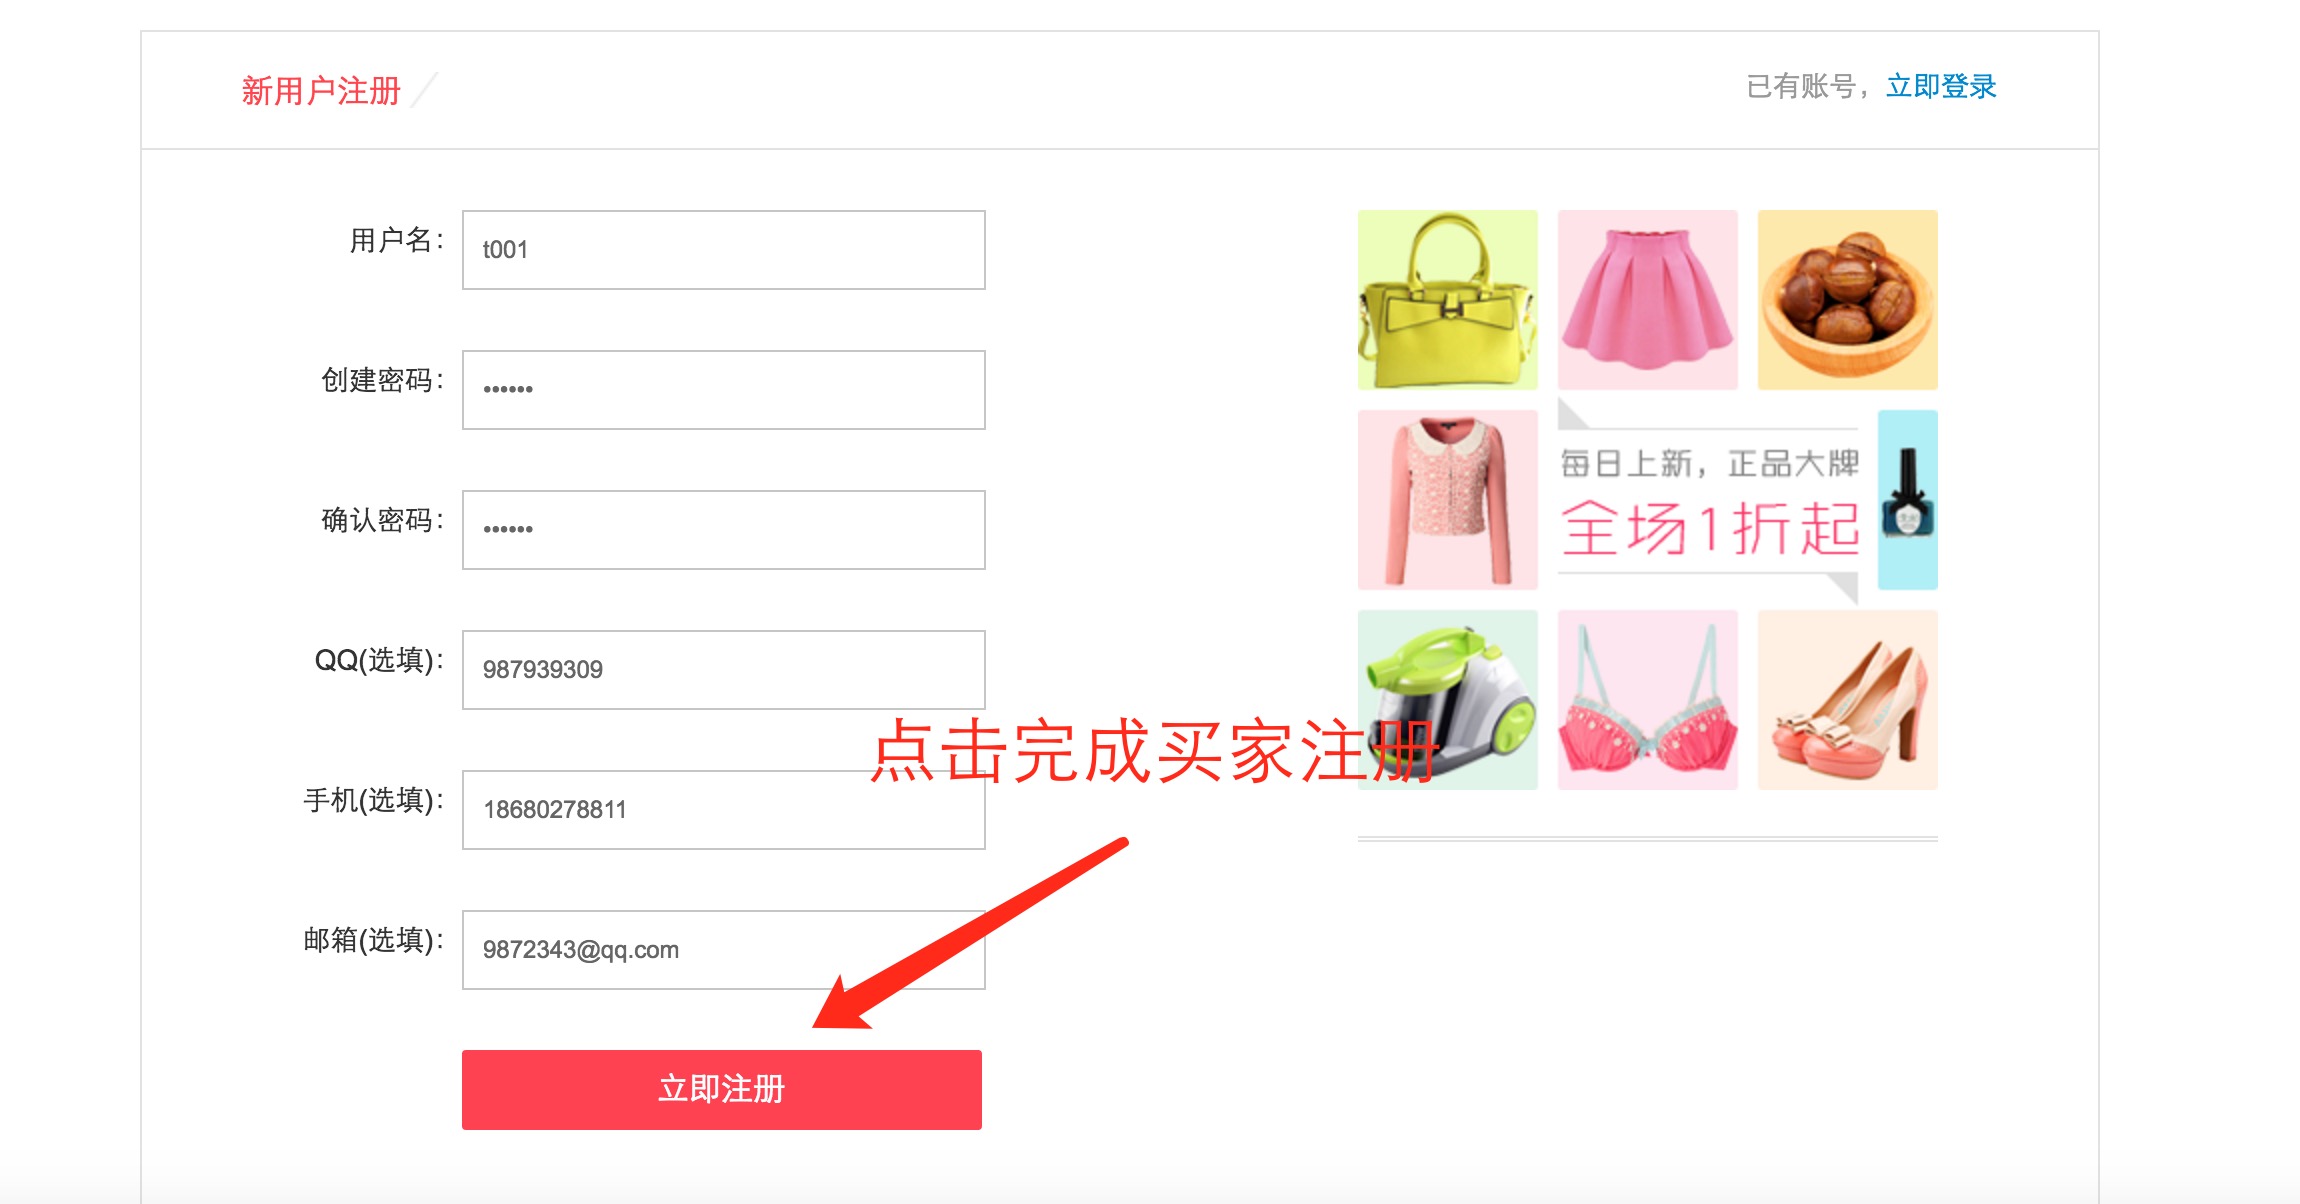 新用户注册
已有账号，立即登录
用户名：
t001
创建密码：
••••••
确认密码：
••••••
QQ(选填)：
987939309
手机(选填)：
18680278811
邮箱(选填)：
9872343@qq.com
立即注册
点击完成买家注册
每日上新，正品大牌
全场1折起